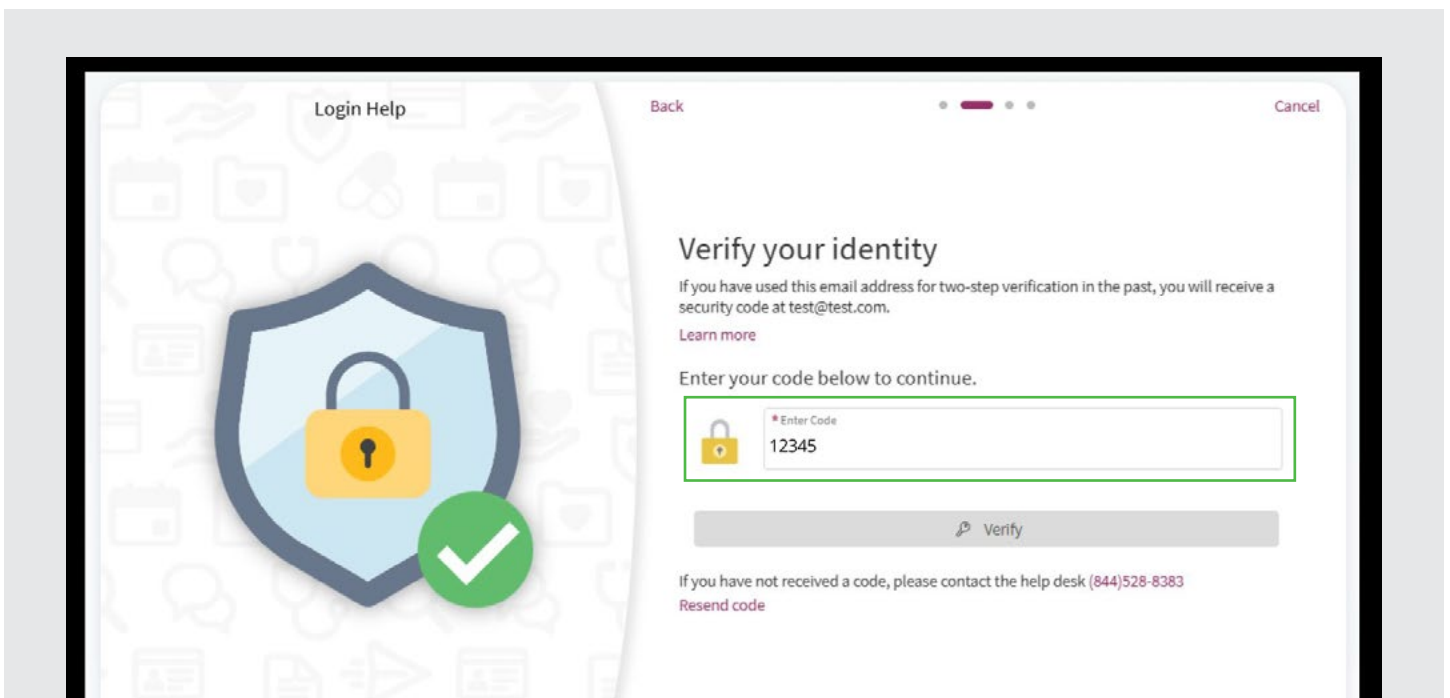 Login Help
Back
Cancel
Verify your identity
If you have used this email address for two-step verification in the past, you will receive a
security code at test@test.com.
Learn more
Enter your code below to continue.
* Enter Code
12345
Verify
If you have not received a code, please contact the help desk (844)528-8383
Resend code